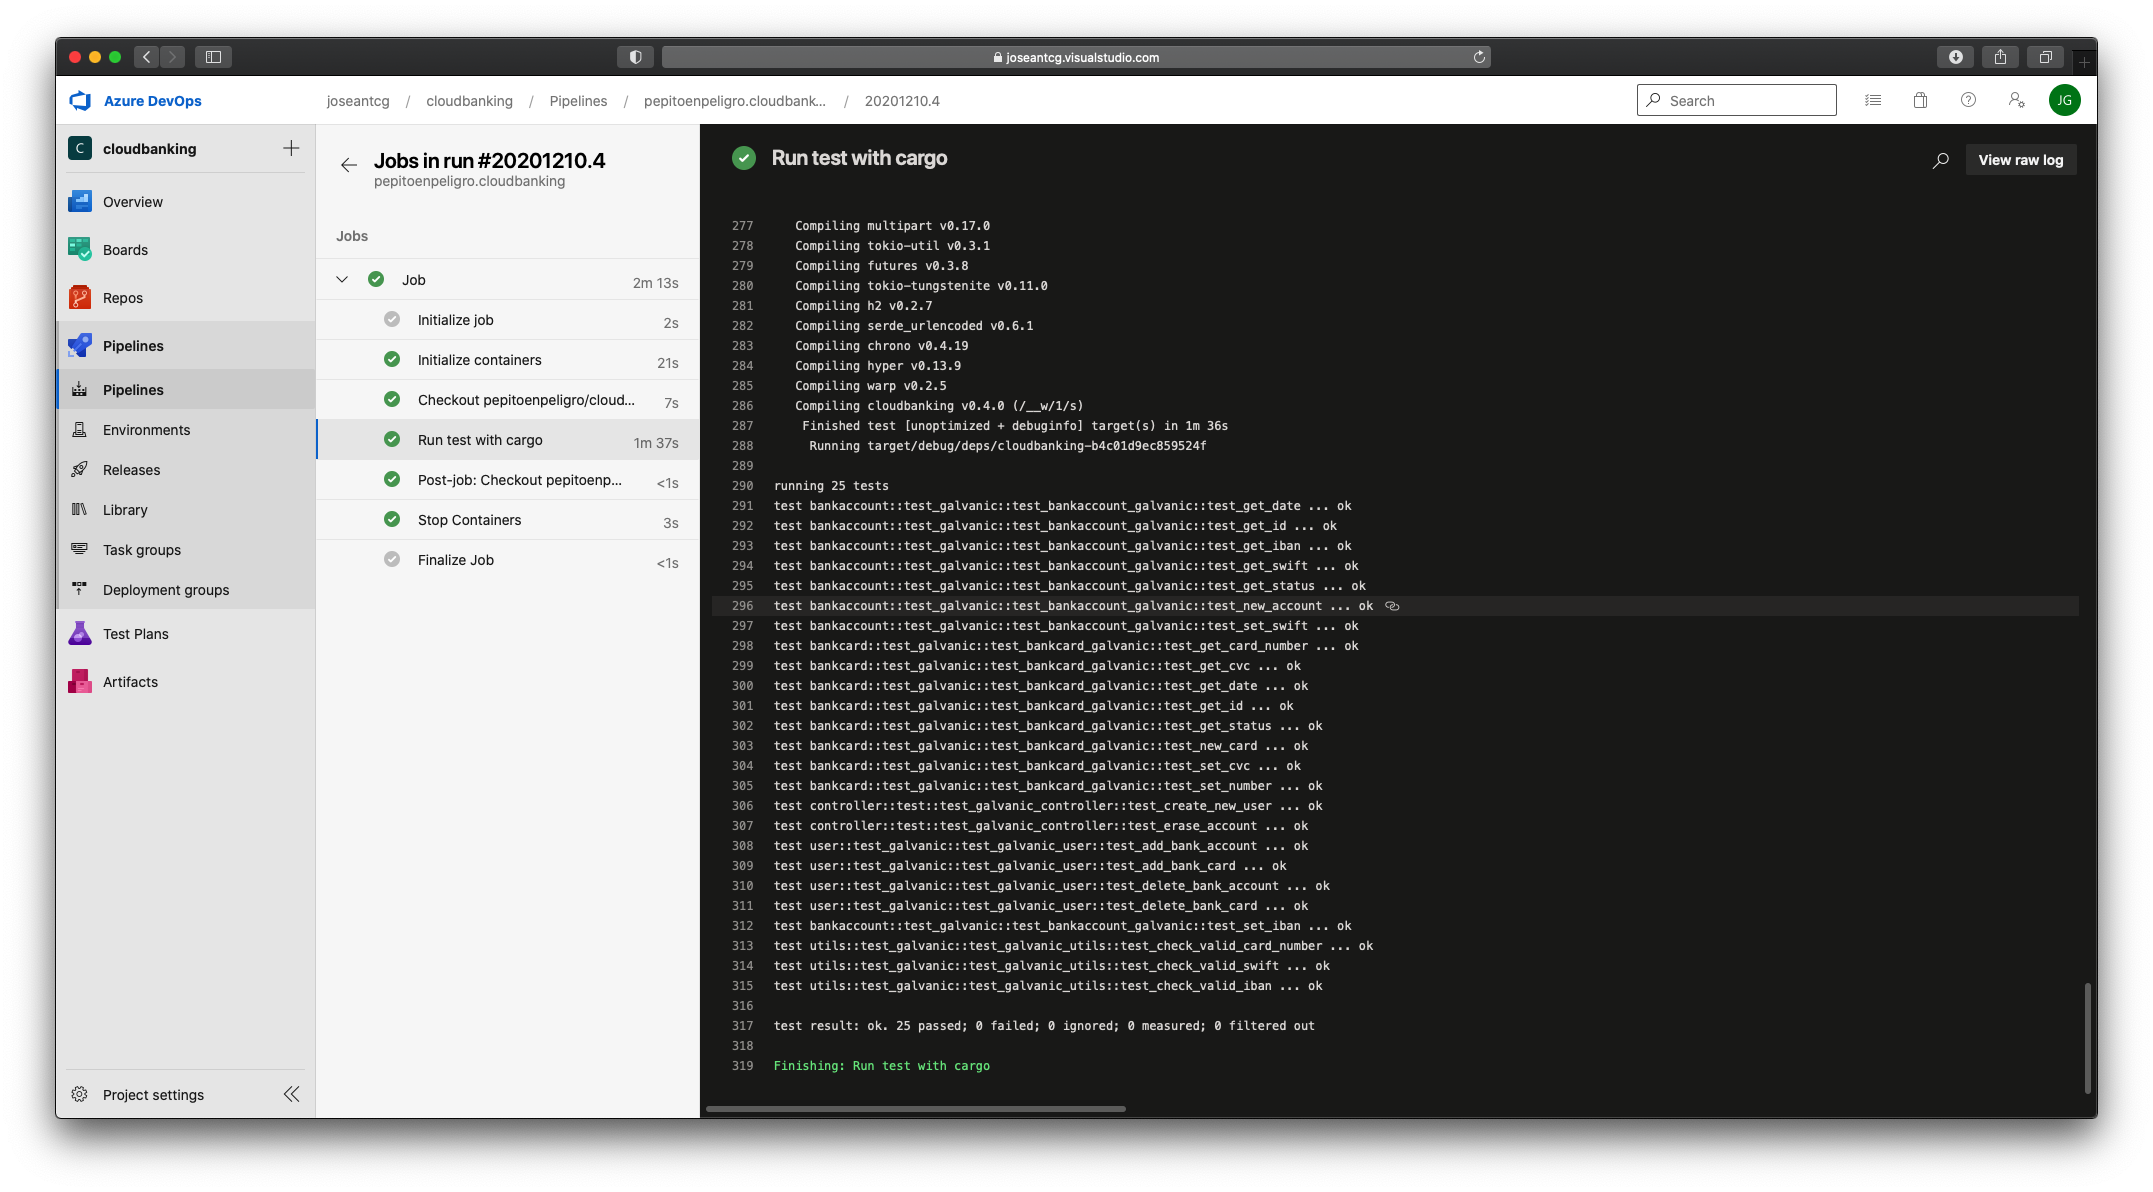 joseantcg.visualstudio.com
Azure DevOps
joseantcg / cloudbanking / Pipelines / pepitoenpeligro.cloudbank... / 20201210.4
Search
JG
C cloudbanking
Overview
Boards
Repos
Pipelines
Pipelines
Environments
Releases
Library
Task groups
Deployment groups
Test Plans
Artifacts
Project settings
Jobs in run #20201210.4
pepitoenpeligro.cloudbanking
Jobs
Job 2m 13s
Initialize job 2s
Initialize containers 21s
Checkout pepitoenpeligro/cloud... 7s
Run test with cargo 1m 37s
Post-job: Checkout pepitoenp... <1s
Stop Containers 3s
Finalize Job <1s
Run test with cargo
View raw log
277 Compiling multipart v0.17.0
278 Compiling tokio-util v0.3.1
279 Compiling futures v0.3.8
280 Compiling tokio-tungstenite v0.11.0
281 Compiling h2 v0.2.7
282 Compiling serde_urlencoded v0.6.1
283 Compiling chrono v0.4.19
284 Compiling hyper v0.13.9
285 Compiling warp v0.2.5
286 Compiling cloudbanking v0.4.0 (/__w/1/s)
287 Finished test [unoptimized + debuginfo] target(s) in 1m 36s
288 Running target/debug/deps/cloudbanking-b4c01d9ec859524f
289
290 running 25 tests
291 test bankaccount::test_galvanic::test_bankaccount_galvanic::test_get_date ... ok
292 test bankaccount::test_galvanic::test_bankaccount_galvanic::test_get_id ... ok
293 test bankaccount::test_galvanic::test_bankaccount_galvanic::test_get_iban ... ok
294 test bankaccount::test_galvanic::test_bankaccount_galvanic::test_get_swift ... ok
295 test bankaccount::test_galvanic::test_bankaccount_galvanic::test_get_status ... ok
296 test bankaccount::test_galvanic::test_bankaccount_galvanic::test_new_account ... ok
297 test bankaccount::test_galvanic::test_bankaccount_galvanic::test_set_swift ... ok
298 test bankcard::test_galvanic::test_bankcard_galvanic::test_get_card_number ... ok
299 test bankcard::test_galvanic::test_bankcard_galvanic::test_get_cvc ... ok
300 test bankcard::test_galvanic::test_bankcard_galvanic::test_get_date ... ok
301 test bankcard::test_galvanic::test_bankcard_galvanic::test_get_id ... ok
302 test bankcard::test_galvanic::test_bankcard_galvanic::test_get_status ... ok
303 test bankcard::test_galvanic::test_bankcard_galvanic::test_new_card ... ok
304 test bankcard::test_galvanic::test_bankcard_galvanic::test_set_cvc ... ok
305 test bankcard::test_galvanic::test_bankcard_galvanic::test_set_number ... ok
306 test controller::test::test_galvanic_controller::test_create_new_user ... ok
307 test controller::test::test_galvanic_controller::test_erase_account ... ok
308 test user::test_galvanic::test_galvanic_user::test_add_bank_account ... ok
309 test user::test_galvanic::test_galvanic_user::test_add_bank_card ... ok
310 test user::test_galvanic::test_galvanic_user::test_delete_bank_account ... ok
311 test user::test_galvanic::test_galvanic_user::test_delete_bank_card ... ok
312 test bankaccount::test_galvanic::test_bankaccount_galvanic::test_set_iban ... ok
313 test utils::test_galvanic::test_galvanic_utils::test_check_valid_card_number ... ok
314 test utils::test_galvanic::test_galvanic_utils::test_check_valid_swift ... ok
315 test utils::test_galvanic::test_galvanic_utils::test_check_valid_iban ... ok
316
317 test result: ok. 25 passed; 0 failed; 0 ignored; 0 measured; 0 filtered out
318
319 Finishing: Run test with cargo